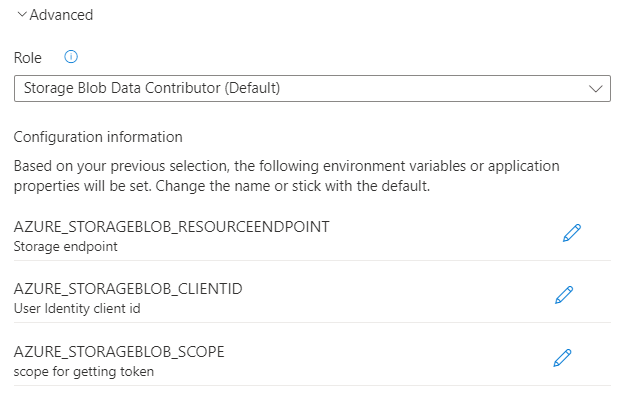 Advanced
Role
Storage Blob Data Contributor (Default)
Configuration information
Based on your previous selection, the following environment variables or application
properties will be set. Change the name or stick with the default.
AZURE_STORAGEBLOB_RESOURCEENDPOINT
Storage endpoint
AZURE_STORAGEBLOB_CLIENTID
User Identity client id
AZURE_STORAGEBLOB_SCOPE
scope for getting token